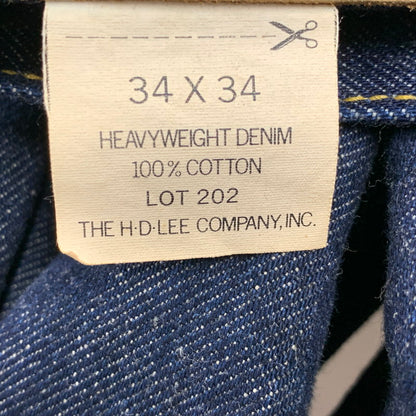 34 X 34
HEAVYWEIGHT DENIM
100% COTTON
LOT 202
THE H·D·LEE COMPANY, INC.